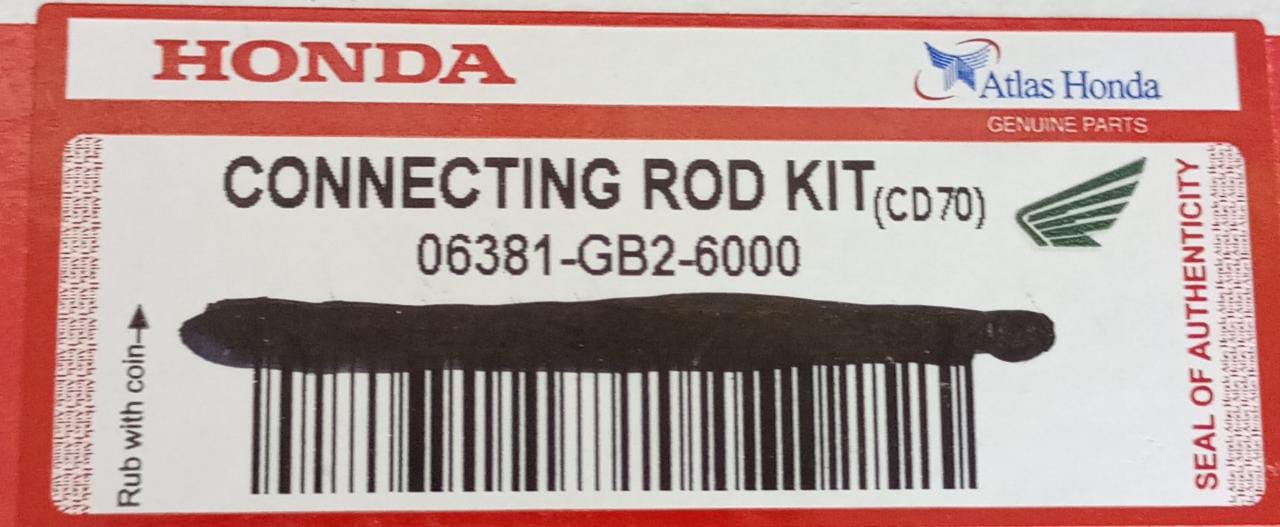 HONDA
Atlas Honda
GENUINE PARTS
CONNECTING ROD KIT(CD70)
06381-GB2-6000
Rub with coin
SEAL OF AUTHENTICITY